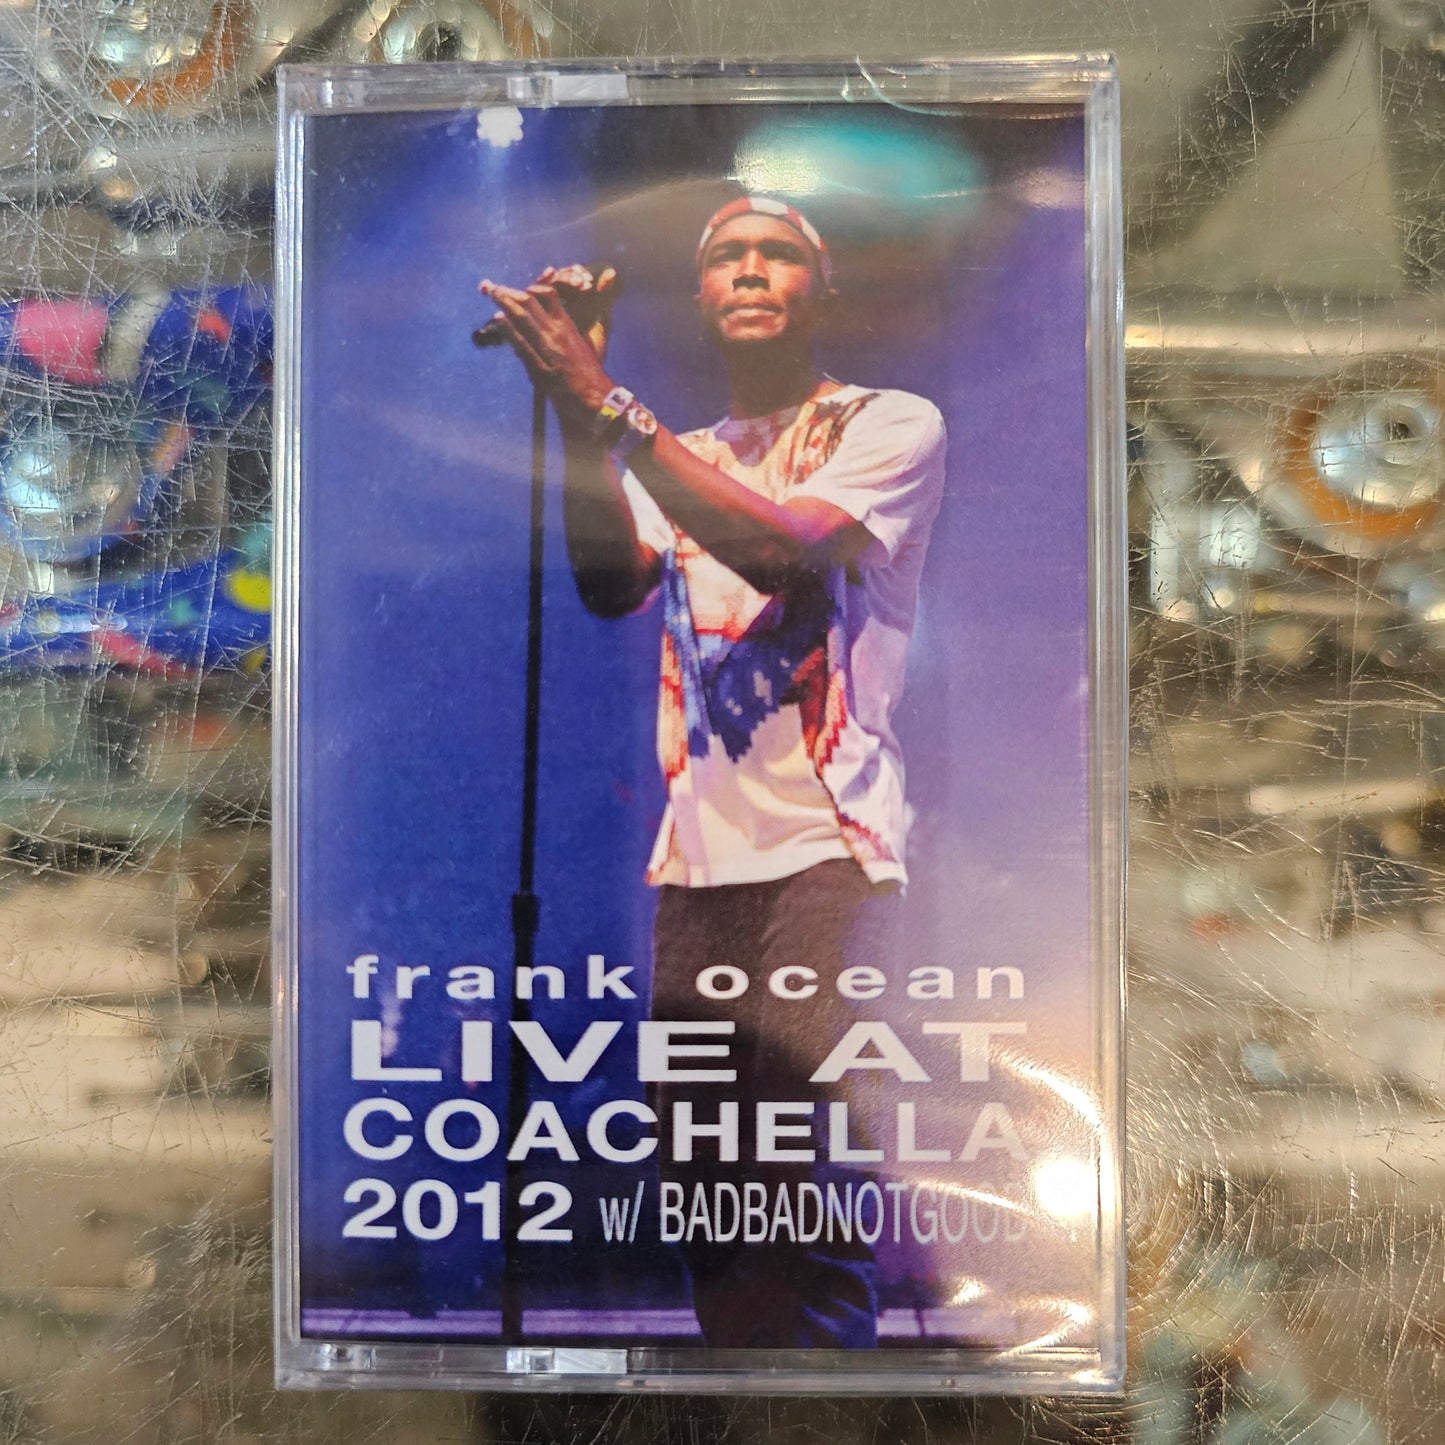 frank ocean
LIVE AT
COACHELLA
2012 w/ BADBADNOTGOOD